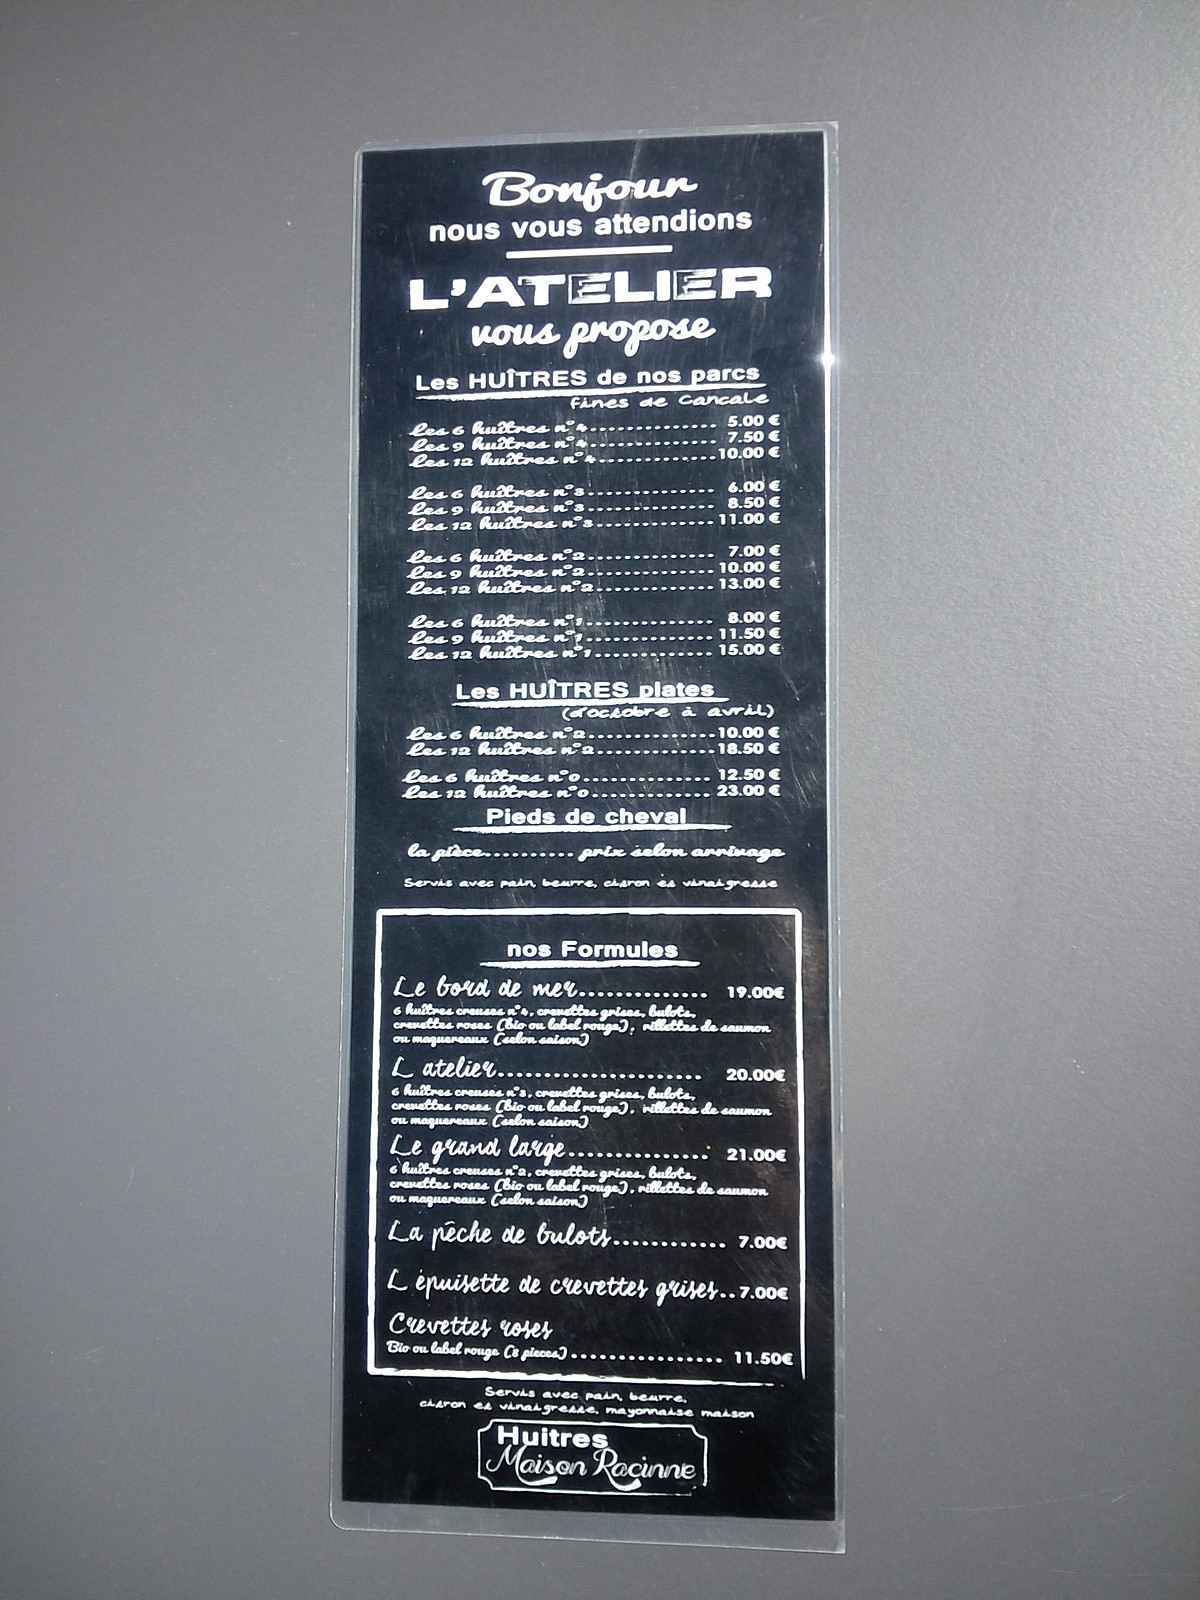 Bonjour
nous vous attendions
L'ATELIER
vous propose
Les HUÎTRES de nos parcs
fines de Cancale
les 6 huîtres n°4............... 5.00 €
les 9 huîtres n°4............... 7.50 €
les 12 huîtres n°4..............10.00 €
les 6 huîtres n°3............... 6.00 €
les 9 huîtres n°3............... 8.50 €
les 12 huîtres n°3..............11.00 €
les 6 huîtres n°2............... 7.00 €
les 9 huîtres n°2...............10.00 €
les 12 huîtres n°2..............13.00 €
les 6 huîtres n°1............... 8.00 €
les 9 huîtres n°1............... 11.50 €
les 12 huîtres n°1.............. 15.00 €
Les HUÎTRES plates
(d'octobre à avril)
les 6 huîtres n°2...............10.00 €
les 12 huîtres n°2..............18.50 €
les 6 huîtres n°0............... 12.50 €
les 12 huîtres n°0.............. 23.00 €
Pieds de cheval
la pièce.......... prix selon arrivage
Servis avec pain, beurre, citron et vinaigresse
nos Formules
Le bord de mer.............. 19.00€
6 huîtres creuses n°4, crevettes grises, bulots,
crevettes roses (bio ou label rouge), rillettes de saumon
ou maquereaux (selon saison)
L atelier...................... 20.00€
6 huîtres creuses n°3, crevettes grises, bulots,
crevettes roses (bio ou label rouge), rillettes de saumon
ou maquereaux (selon saison)
Le grand large............... 21.00€
6 huîtres creuses n°2, crevettes grises, bulots,
crevettes roses (bio ou label rouge), rillettes de saumon
ou maquereaux (selon saison)
La pêche de bulots............ 7.00€
L épuisette de crevettes grises..7.00€
Crevettes roses
Bio ou label rouge (8 pieces)................. 11.50€
Servis avec pain, beurre,
citron et vinaigresse, mayonnaise maison
Huitres
Maison Racinne